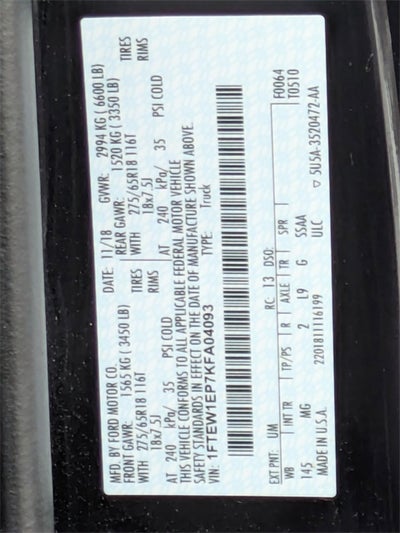 MFD. BY FORD MOTOR CO.
DATE: 11/18 GVWR: 2994 KG (6600 LB)
FRONT GAWR: 1565 KG (3450 LB) REAR GAWR: 1520 KG (3350 LB)
WITH 275/65R18 116T TIRES WITH 275/65R18 116T TIRES
18x7.5J RIMS 18x7.5J RIMS
AT 240 kPa/ 35 PSI COLD AT 240 kPa/ 35 PSI COLD
THIS VEHICLE CONFORMS TO ALL APPLICABLE FEDERAL MOTOR VEHICLE
SAFETY STANDARDS IN EFFECT ON THE DATE OF MANUFACTURE SHOWN ABOVE.
VIN: 1FTEW1EP7KFA04093 TYPE: Truck
F0064
T0510
EXT PNT: UM RC: 13 DSO:
WB INT TR TP/PS R AXLE TR SPR
145 MG 2 L9 G SSAA
ULC
MADE IN U.S.A. 2201811116199 ▽ 5U5A-3520472-AA